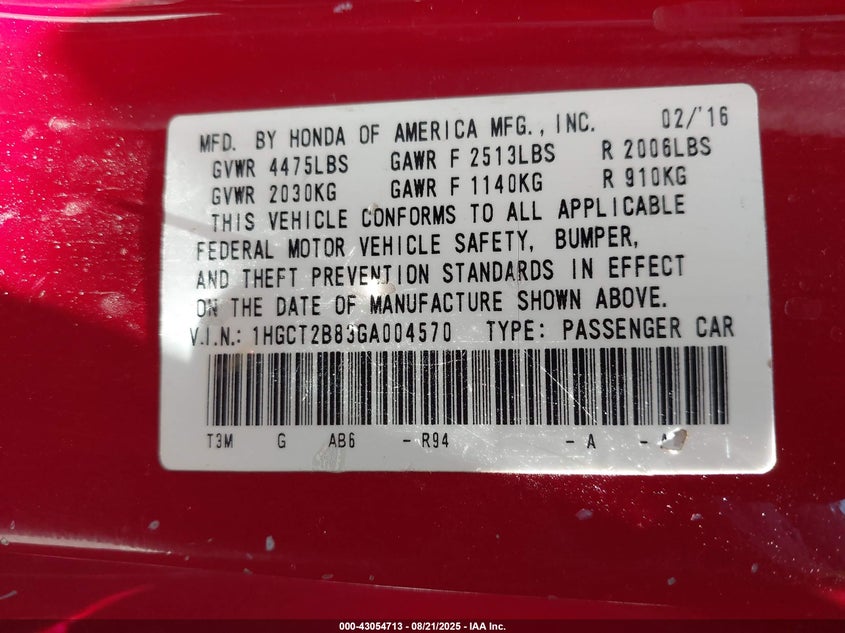 MFD. BY HONDA OF AMERICA MFG., INC. 02/'16
GVWR 4475LBS GAWR F 2513LBS R 2006LBS
GVWR 2030KG GAWR F 1140KG R 910KG
THIS VEHICLE CONFORMS TO ALL APPLICABLE
FEDERAL MOTOR VEHICLE SAFETY, BUMPER,
AND THEFT PREVENTION STANDARDS IN EFFECT
ON THE DATE OF MANUFACTURE SHOWN ABOVE.
V.I.N.: 1HGCT2B83GA004570 TYPE: PASSENGER CAR
T3M G AB6 - R94 - A -
000-43054713 - 08/21/2025 - IAA Inc.